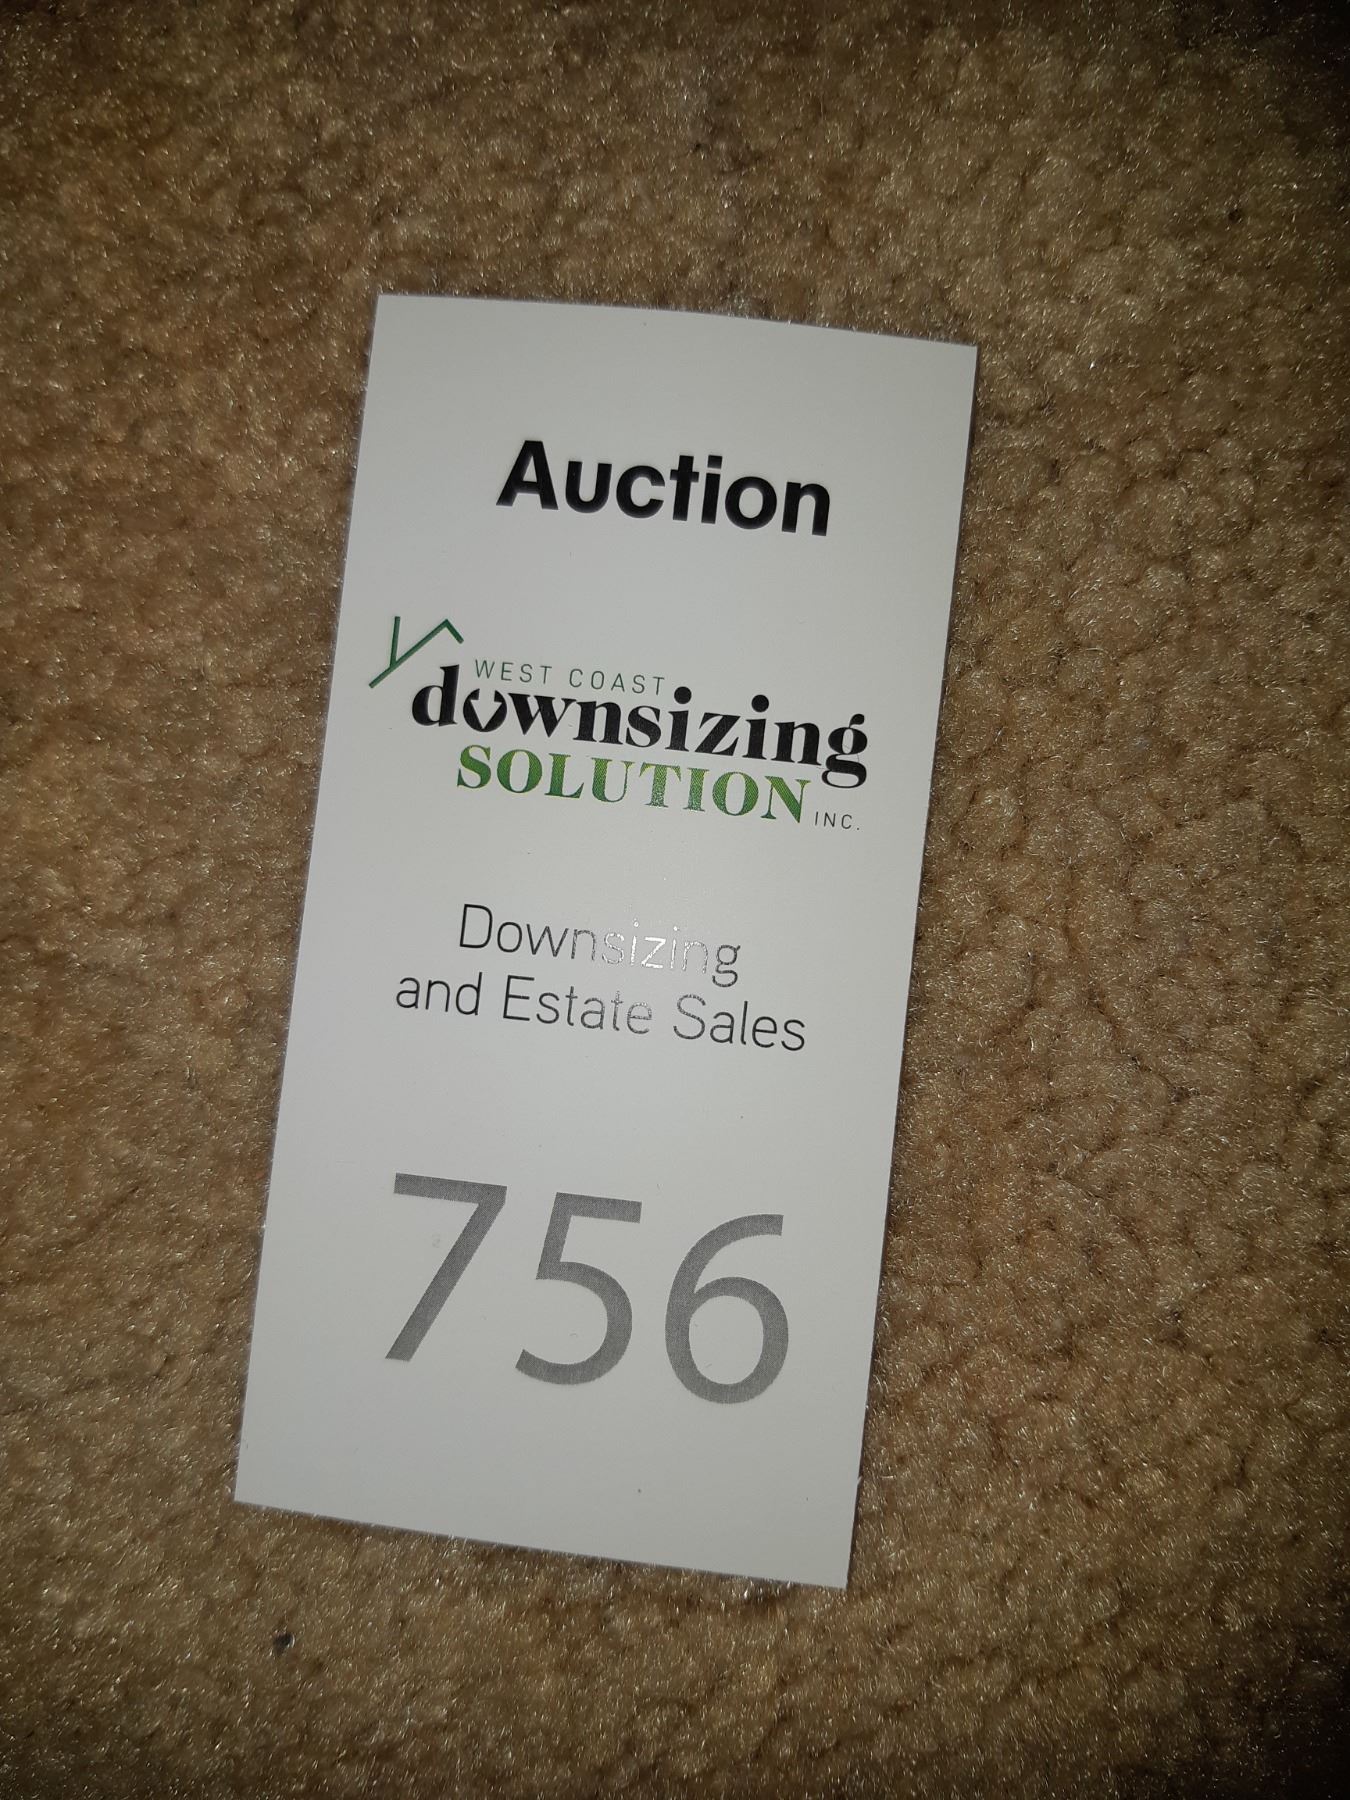 Auction
WEST COAST
downsizing
SOLUTION INC.
Downsizing
and Estate Sales
756